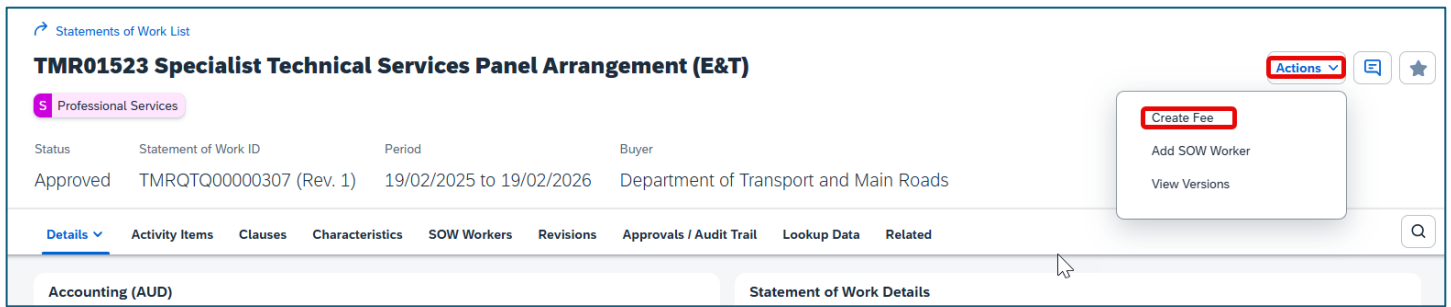 Statements of Work List
TMR01523 Specialist Technical Services Panel Arrangement (E&T)
Actions
S Professional Services
Create Fee
Add SOW Worker
View Versions
Status Statement of Work ID Period Buyer
Approved TMRQTQ00000307 (Rev. 1) 19/02/2025 to 19/02/2026 Department of Transport and Main Roads
Details Activity Items Clauses Characteristics SOW Workers Revisions Approvals / Audit Trail Lookup Data Related
Accounting (AUD) Statement of Work Details